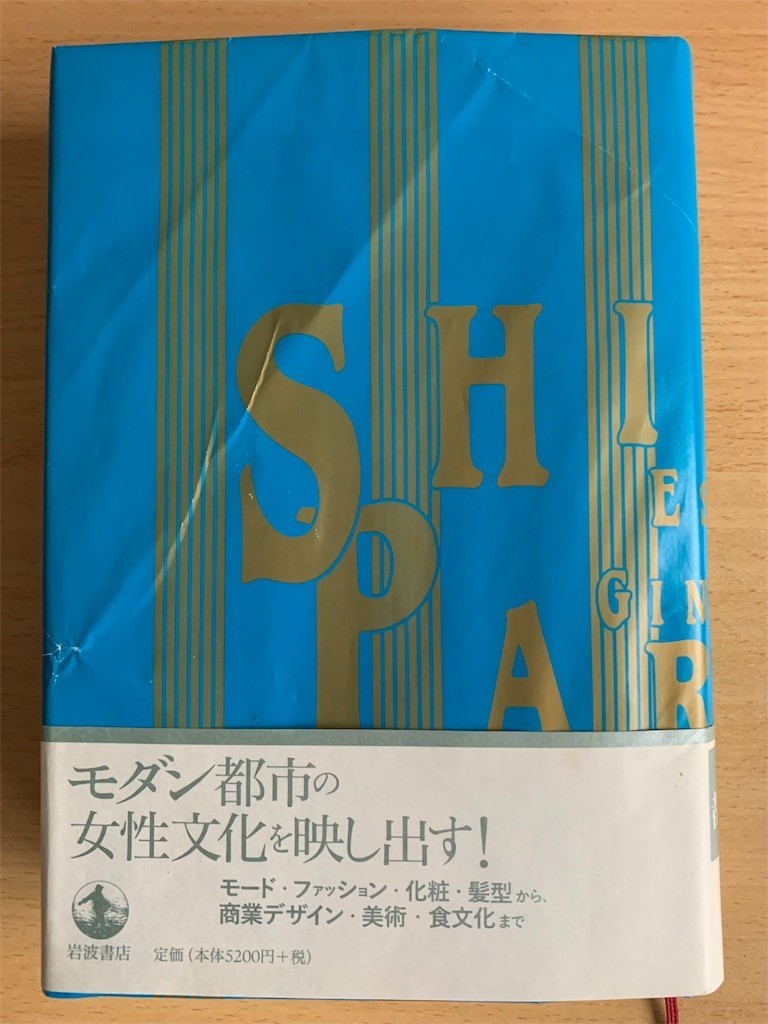 SHI
ES
GIN
PAR
モダン都市の
女性文化を映し出す!
モード・ファッション・化粧・髪型から、
商業デザイン・美術・食文化まで
岩波書店 定価(本体5200円+税)